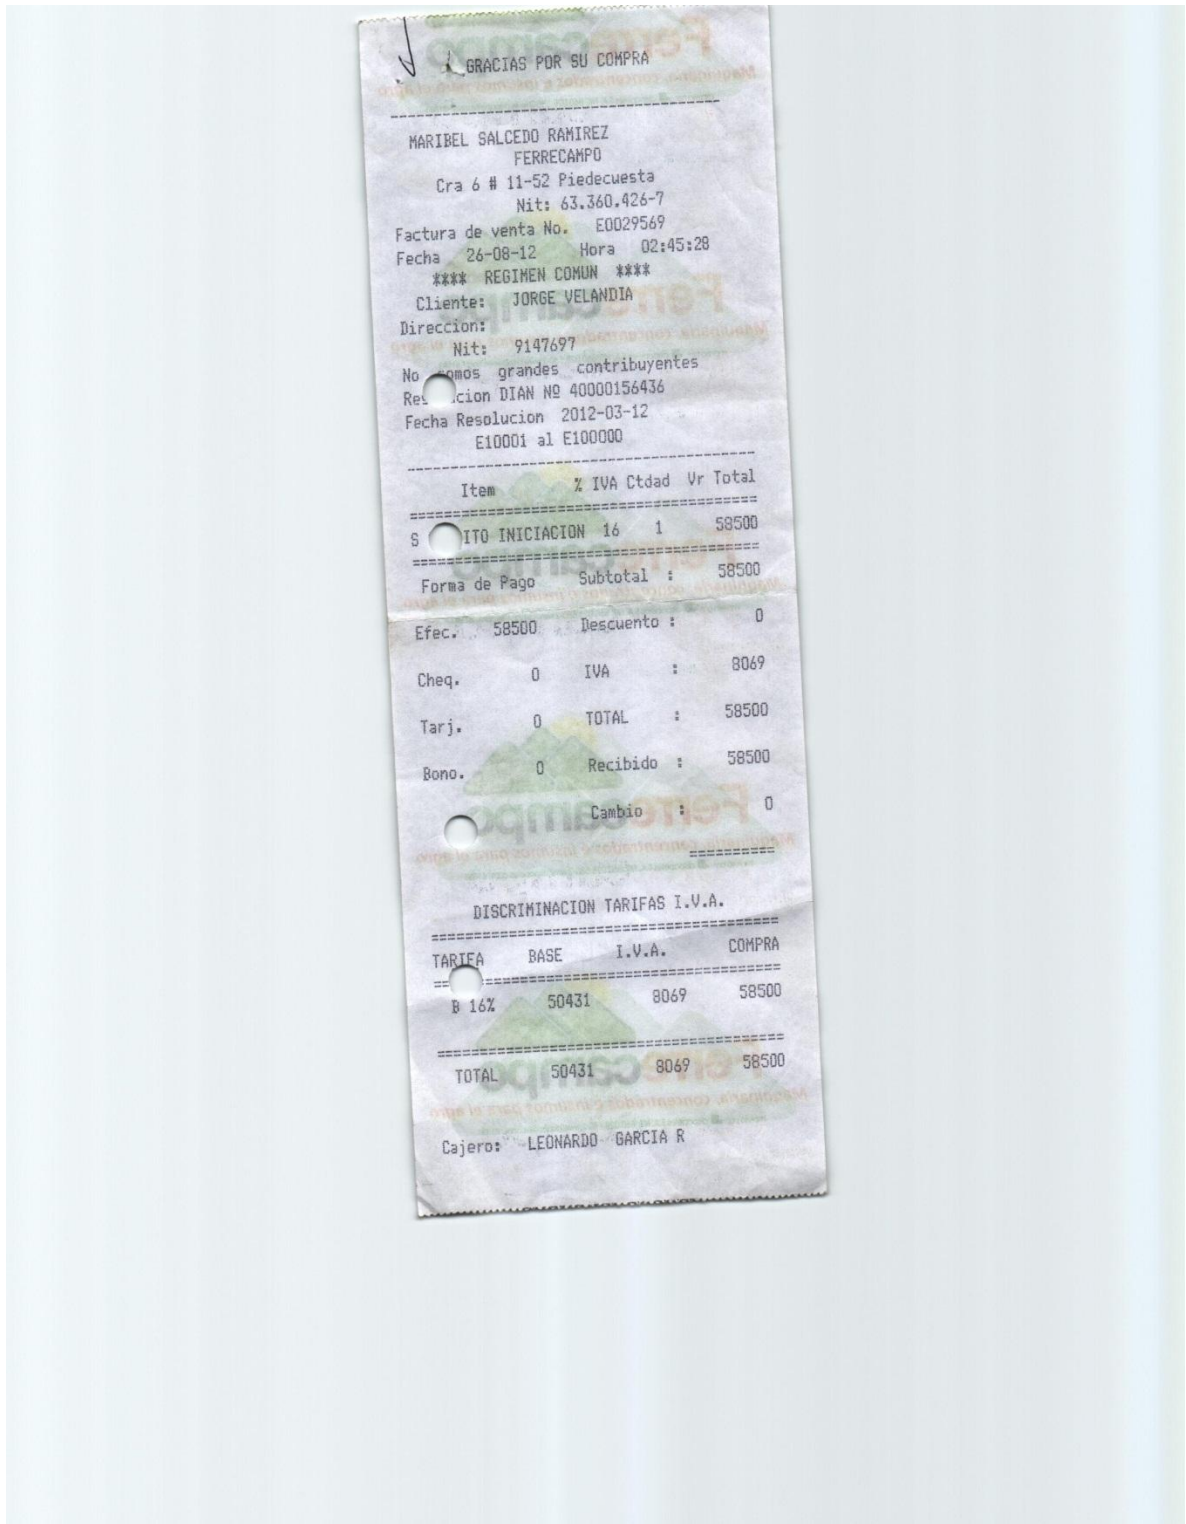 GRACIAS POR SU COMPRA
MARIBEL SALCEDO RAMIREZ
FERRECAMPO
Cra 6 # 11-52 Piedecuesta
Nit: 63.360.426-7
Factura de venta No. E0029569
Fecha 26-08-12 Hora 02:45:28
**** REGIMEN COMUN ****
Cliente: JORGE VELANDIA
Direccion:
Nit: 9147697
No somos grandes contribuyentes
DIAN Nº 40000156436
Fecha Resolucion 2012-03-12
E10001 al E100000
Item % IVA Ctdad Vr Total
INICIACION 16 1 58500
Forma de Pago Subtotal : 58500
Efec. 58500 Descuento : 0
Cheq. 0 IVA : 8069
Tarj. 0 TOTAL : 58500
Bono. 0 Recibido : 58500
Cambio : 0
DISCRIMINACION TARIFAS I.V.A.
TARIFA BASE I.V.A. COMPRA
B 16% 50431 8069 58500
TOTAL 50431 8069 58500
Cajero: LEONARDO GARCIA R